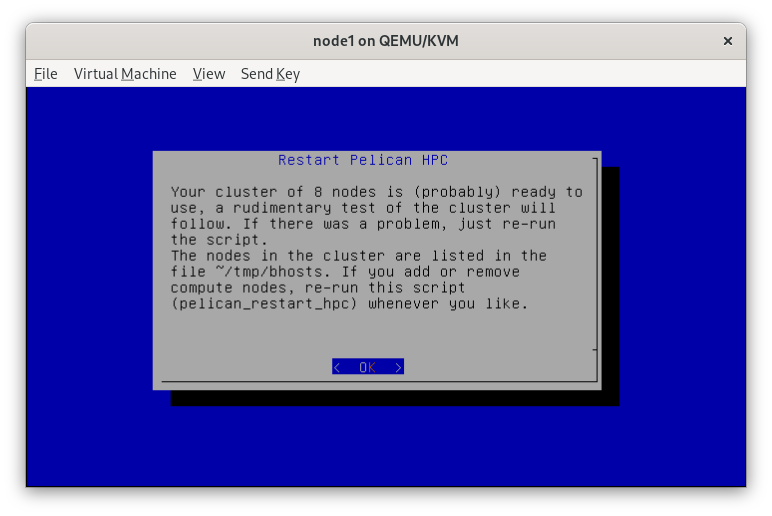 node1 on QEMU/KVM ×
File Virtual Machine View Send Key
Restart Pelican HPC
Your cluster of 8 nodes is (probably) ready to
use, a rudimentary test of the cluster will
follow. If there was a problem, just re-run
the script.
The nodes in the cluster are listed in the
file ~/tmp/bhosts. If you add or remove
compute nodes, re-run this script
(pelican_restart_hpc) whenever you like.
< OK >